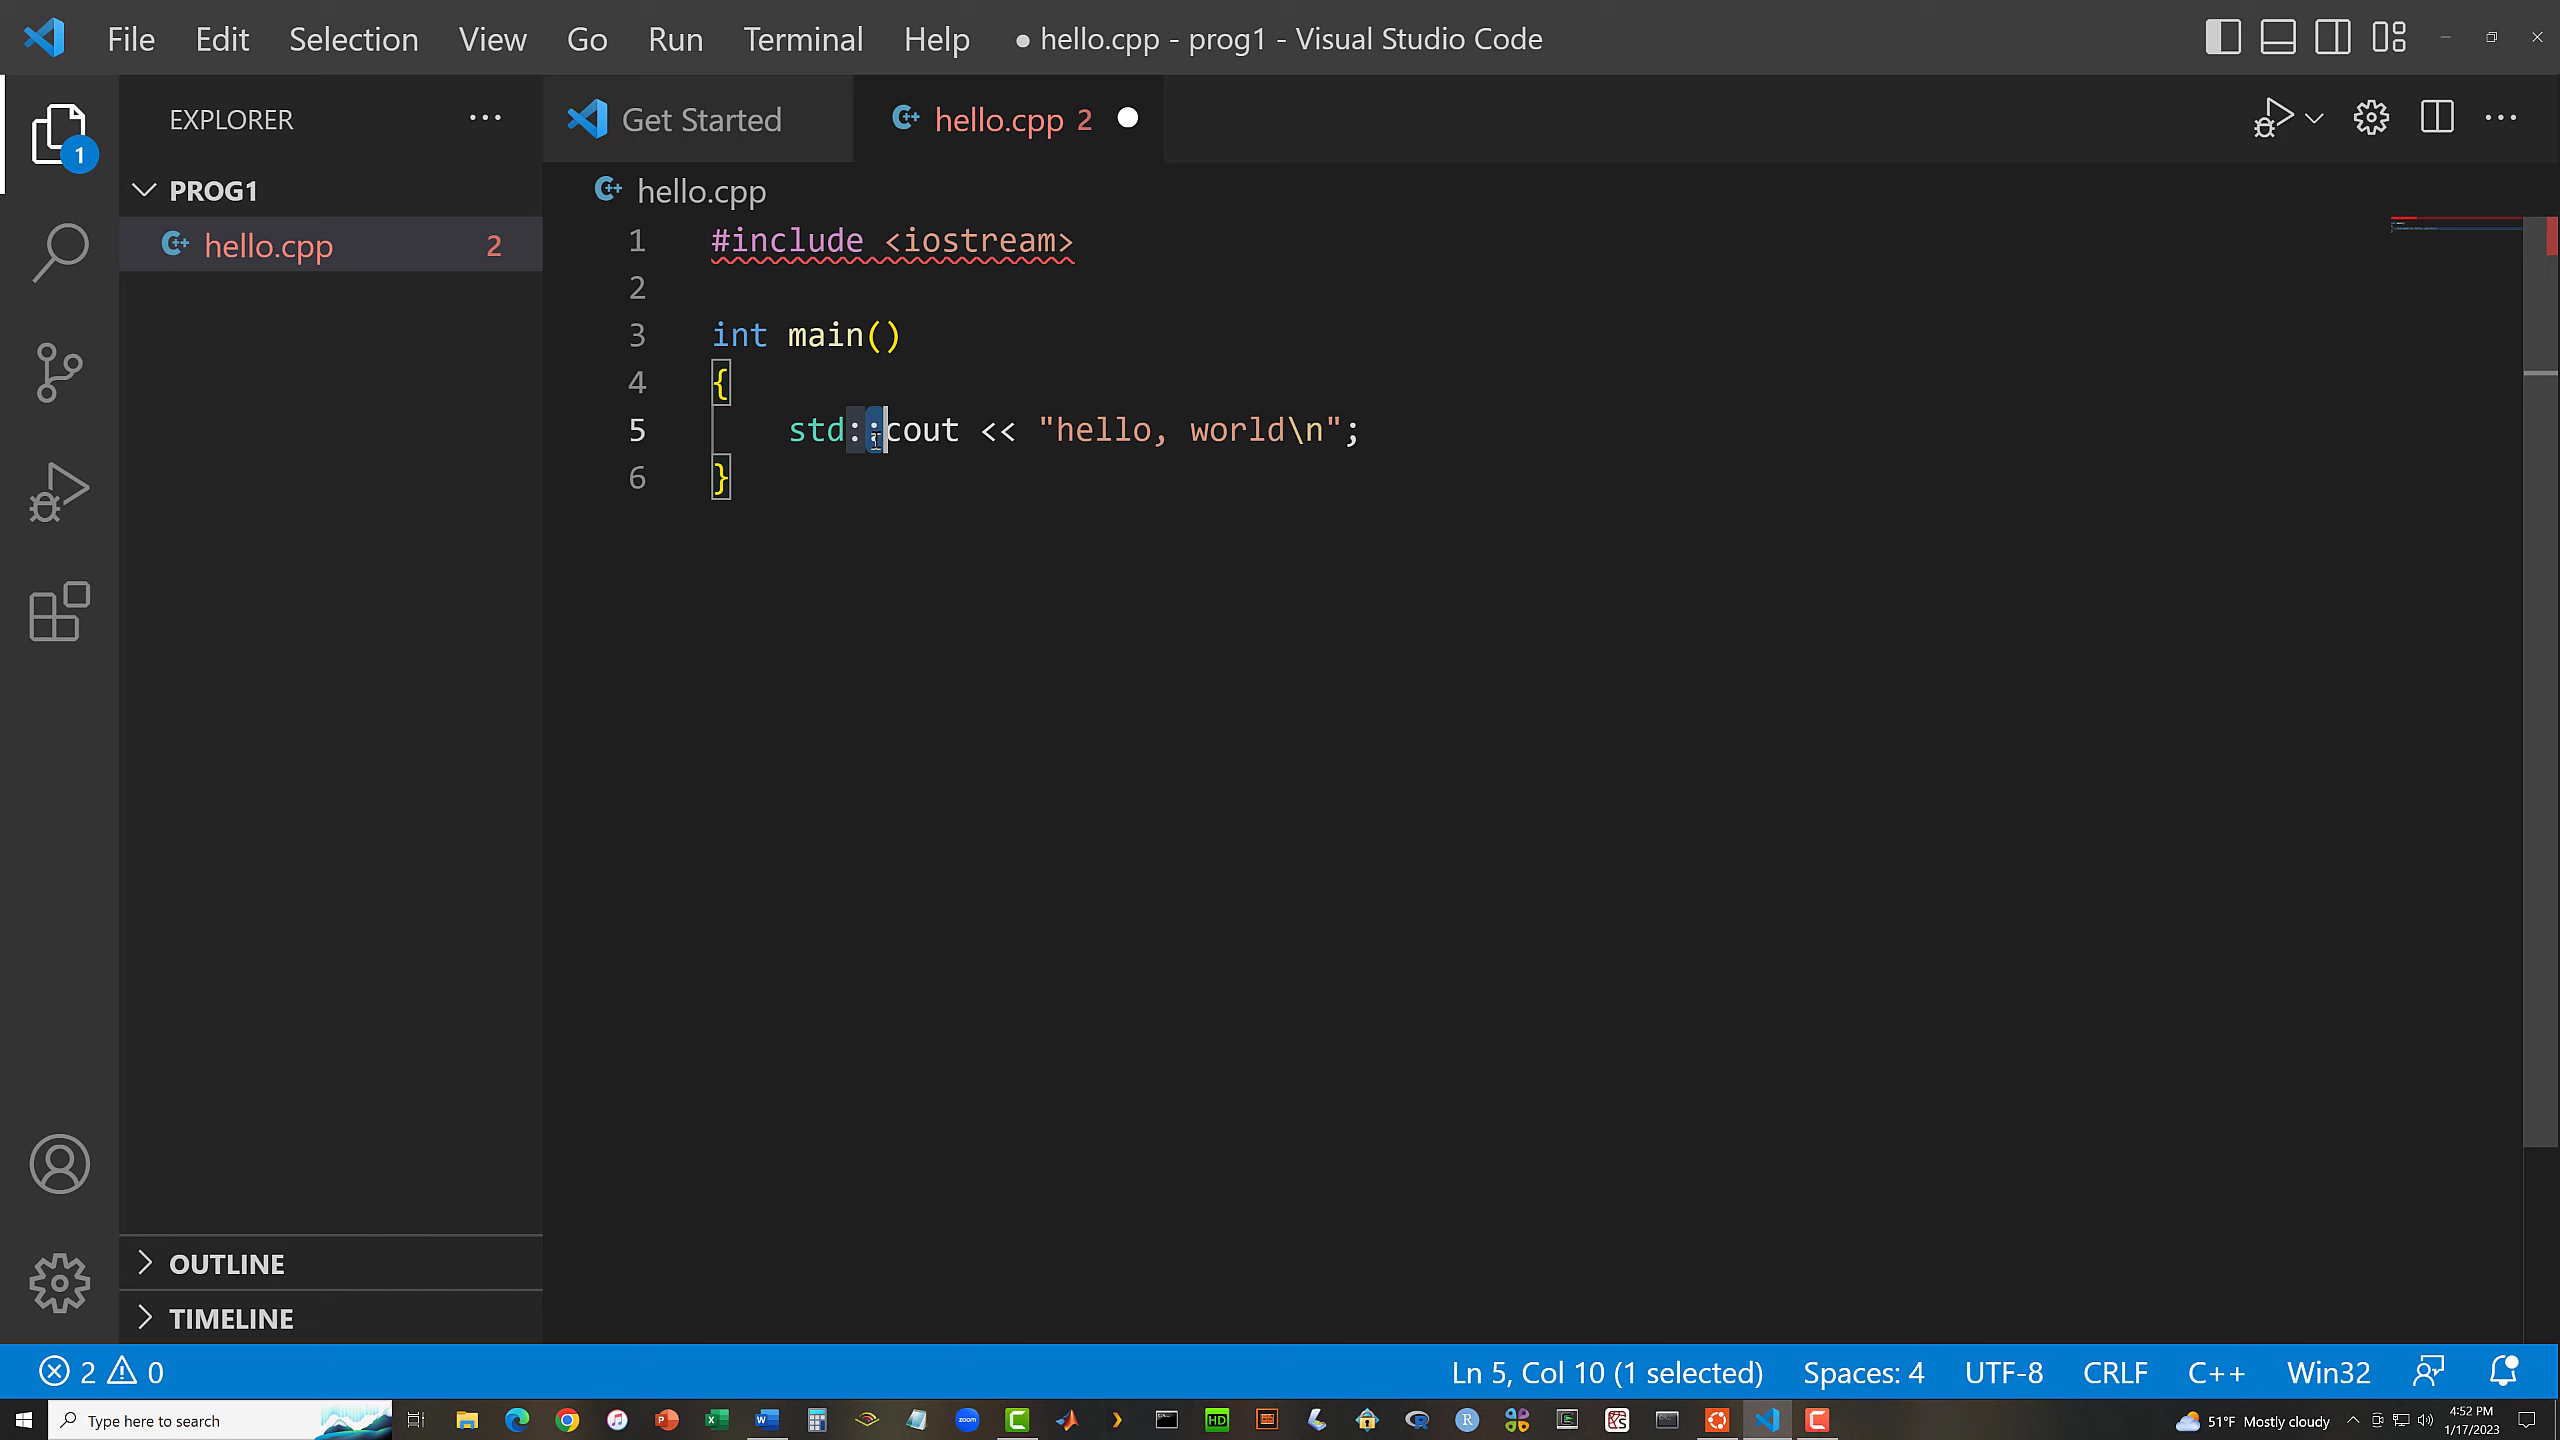 File Edit Selection View Go Run Terminal Help ● hello.cpp - prog1 - Visual Studio Code
EXPLORER ···
Get Started
hello.cpp 2
1
PROG1
hello.cpp 2
hello.cpp
1 #include <iostream>
2
3 int main()
4 {
5 std::cout << "hello, world\n";
6 }
OUTLINE
TIMELINE
2 0 Ln 5, Col 10 (1 selected) Spaces: 4 UTF-8 CRLF C++ Win32
Type here to search
zoom
HD
51°F Mostly cloudy
4:52 PM
1/17/2023